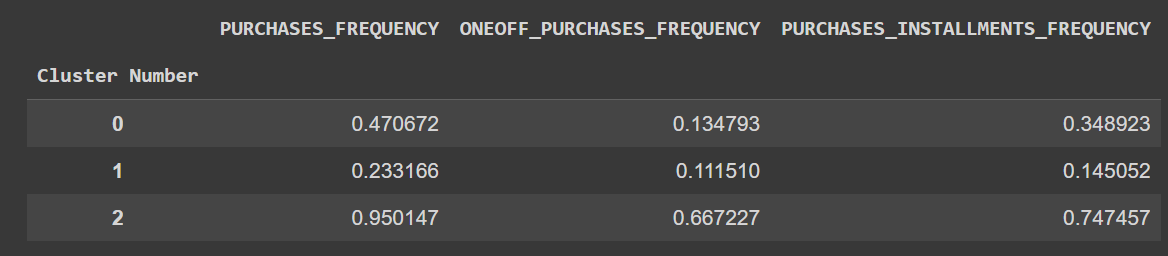 PURCHASES_FREQUENCY ONEOFF_PURCHASES_FREQUENCY PURCHASES_INSTALLMENTS_FREQUENCY
Cluster Number
0 0.470672 0.134793 0.348923
1 0.233166 0.111510 0.145052
2 0.950147 0.667227 0.747457